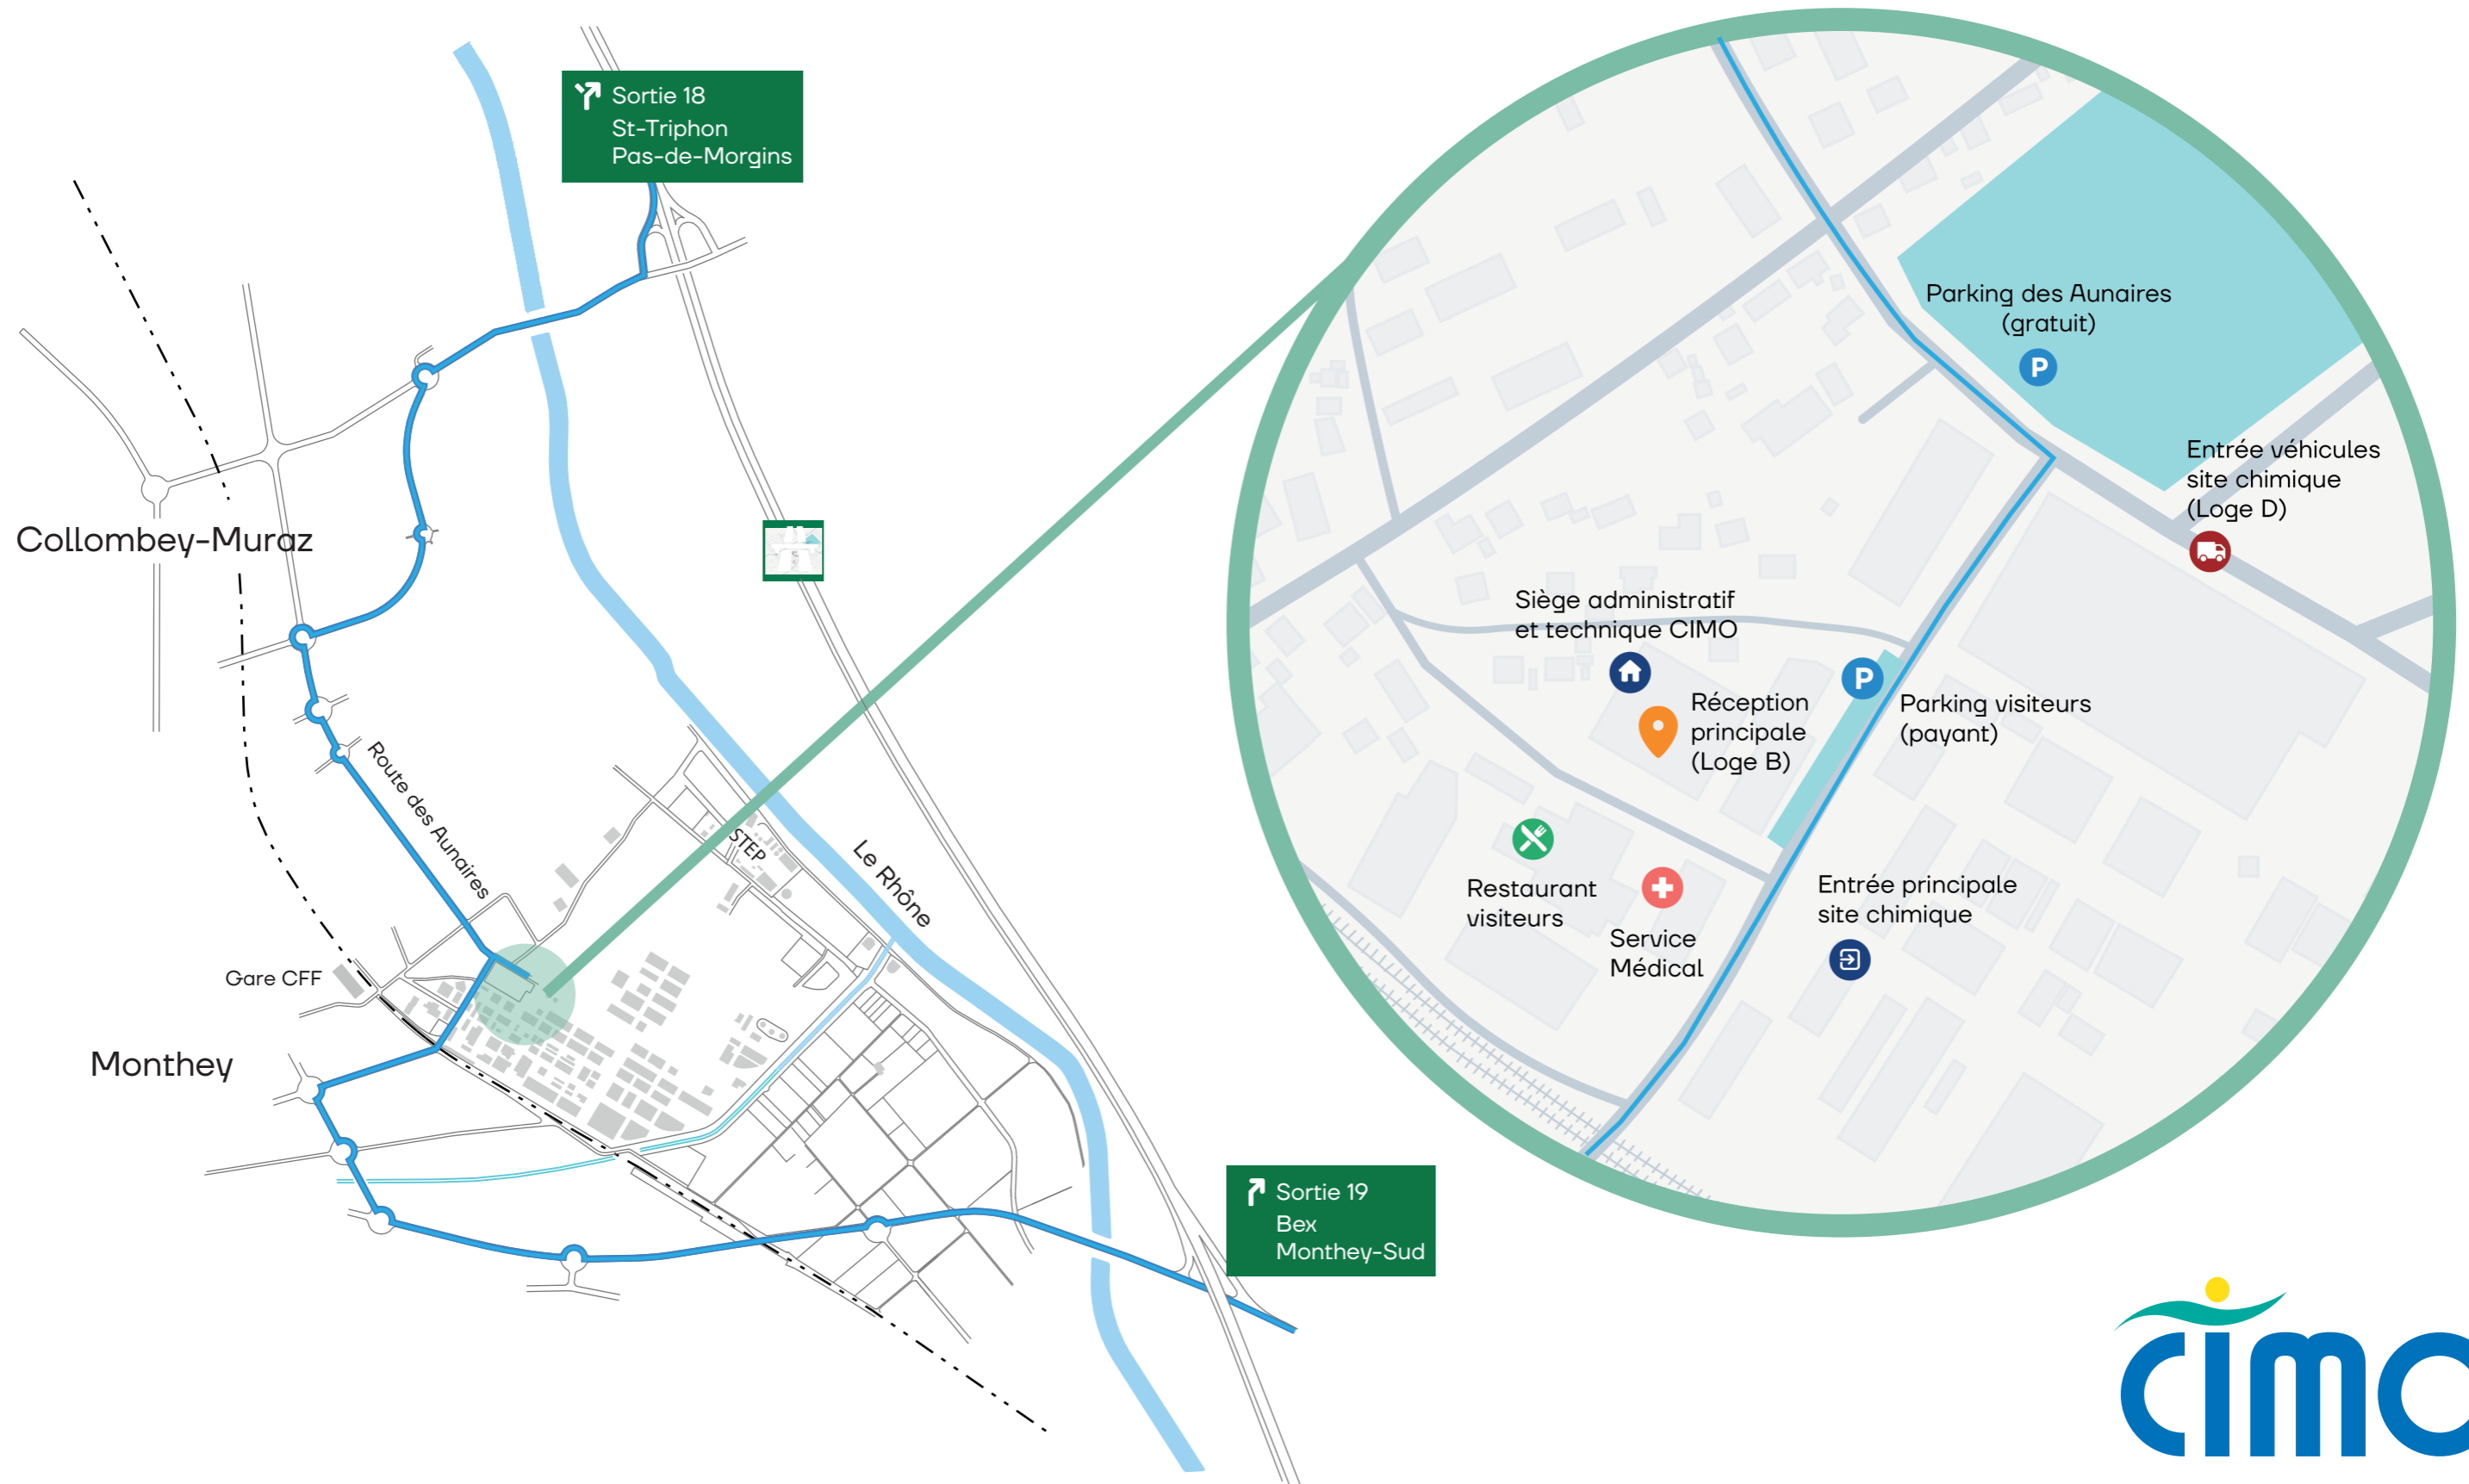 Sortie 18
St-Triphon
Pas-de-Morgins
Collombey-Muraz
Route des Aunaires
STEP
Le Rhône
Gare CFF
Monthey
Sortie 19
Bex
Monthey-Sud
Parking des Aunaires
(gratuit)
P
Entrée véhicules
site chimique
(Loge D)
Siège administratif
et technique CIMO
Réception
principale
(Loge B)
P
Parking visiteurs
(payant)
Restaurant
visiteurs
Service
Médical
Entrée principale
site chimique
cimo